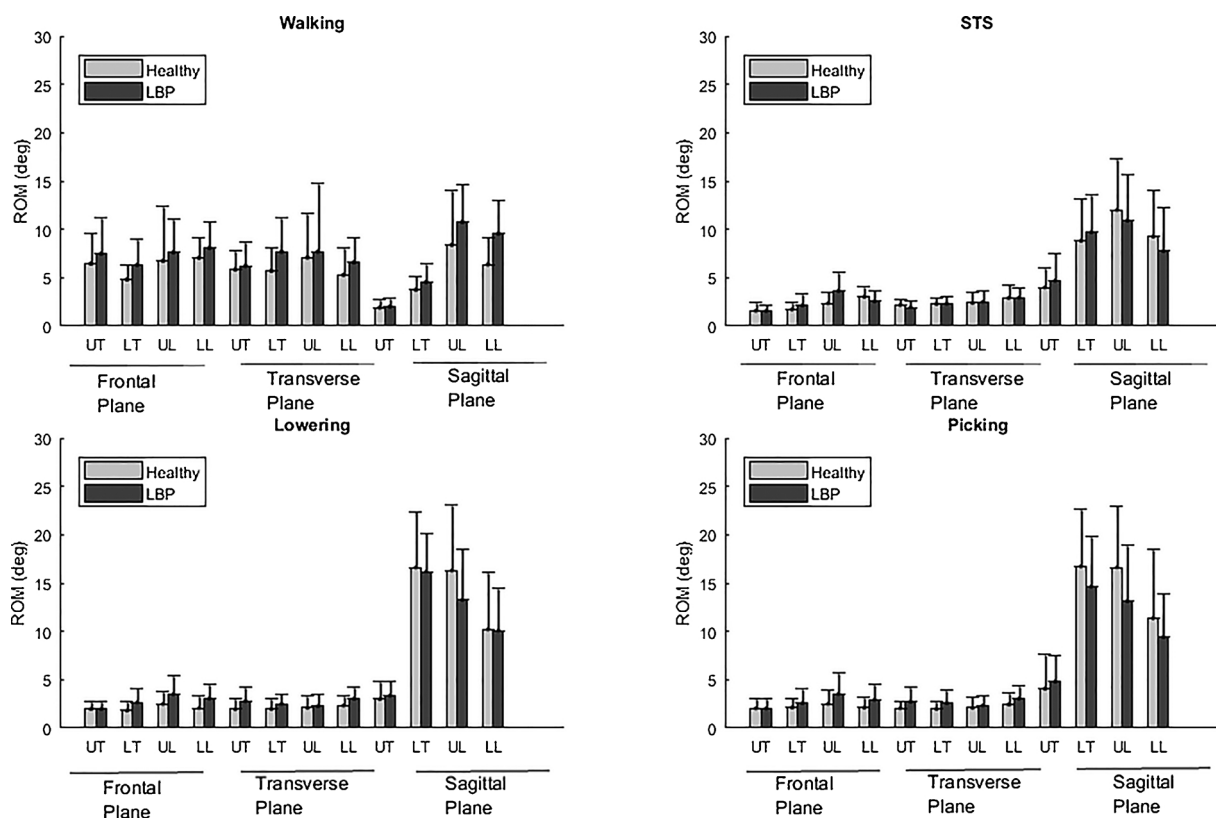 Walking
30
25
20
15
10
5
0
ROM (deg)
Healthy
LBP
UT LT UL LL UT LT UL LL UT LT UL LL
Frontal Plane
Transverse Plane
Sagittal Plane
STS
30
25
20
15
10
5
0
ROM (deg)
Healthy
LBP
UT LT UL LL UT LT UL LL UT LT UL LL
Frontal Plane
Transverse Plane
Sagittal Plane
Lowering
30
25
20
15
10
5
0
ROM (deg)
Healthy
LBP
UT LT UL LL UT LT UL LL UT LT UL LL
Frontal Plane
Transverse Plane
Sagittal Plane
Picking
30
25
20
15
10
5
0
ROM (deg)
Healthy
LBP
UT LT UL LL UT LT UL LL UT LT UL LL
Frontal Plane
Transverse Plane
Sagittal Plane